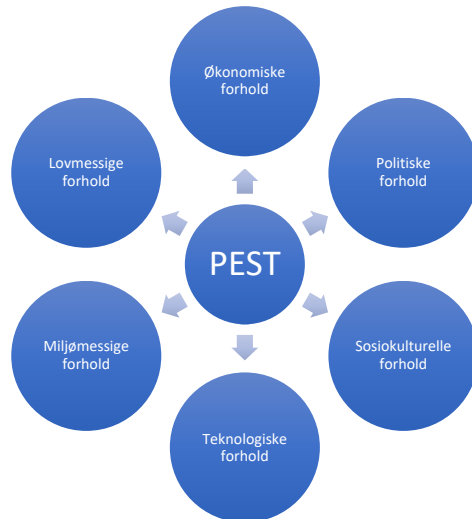 Økonomiske
forhold
Lovmessige
forhold
Politiske
forhold
PEST
Miljømessige
forhold
Sosiokulturelle
forhold
Teknologiske
forhold